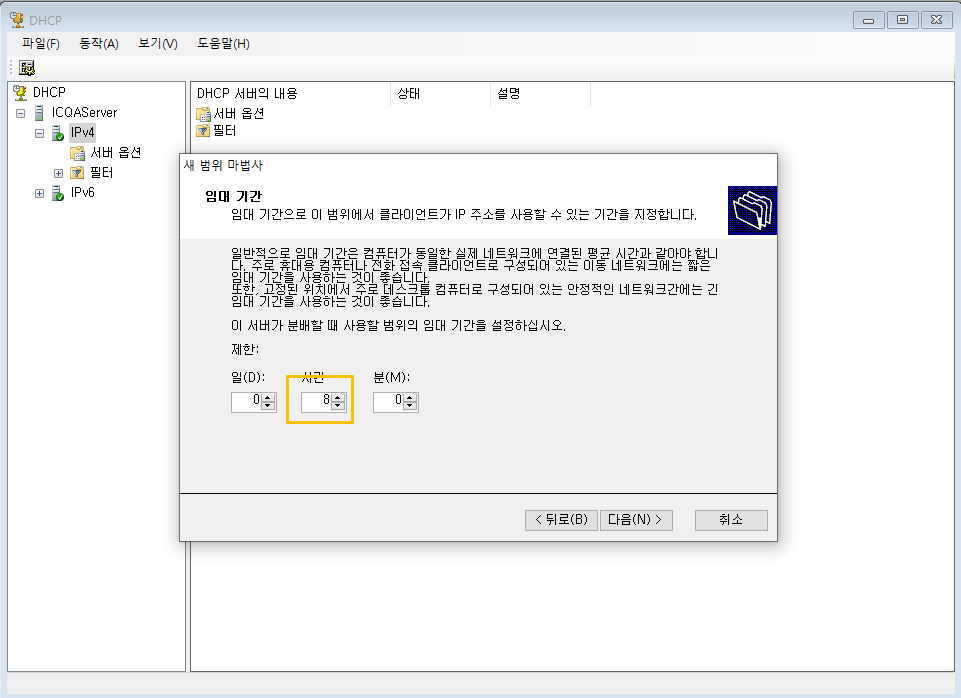 DHCP
파일(F) 동작(A) 보기(V) 도움말(H)
DHCP
ICQAServer
IPv4
서버 옵션
필터
IPv6
DHCP 서버의 내용 상태 설명
서버 옵션
필터
새 범위 마법사
임대 기간
임대 기간으로 이 범위에서 클라이언트가 IP 주소를 사용할 수 있는 기간을 지정합니다.
일반적으로 임대 기간은 컴퓨터가 동일한 실제 네트워크에 연결된 평균 시간과 같아야 합니
다. 주로 휴대용 컴퓨터나 전화 접속 클라이언트로 구성되어 있는 이동 네트워크에는 짧은
임대 기간을 사용하는 것이 좋습니다.
또한, 고정된 위치에서 주로 데스크톱 컴퓨터로 구성되어 있는 안정적인 네트워크간에는 긴
임대 기간을 사용하는 것이 좋습니다.
이 서버가 분배할 때 사용할 범위의 임대 기간을 설정하십시오.
제한:
일(D): 시간 분(M):
0 8 0
< 뒤로(B) 다음(N) > 취소